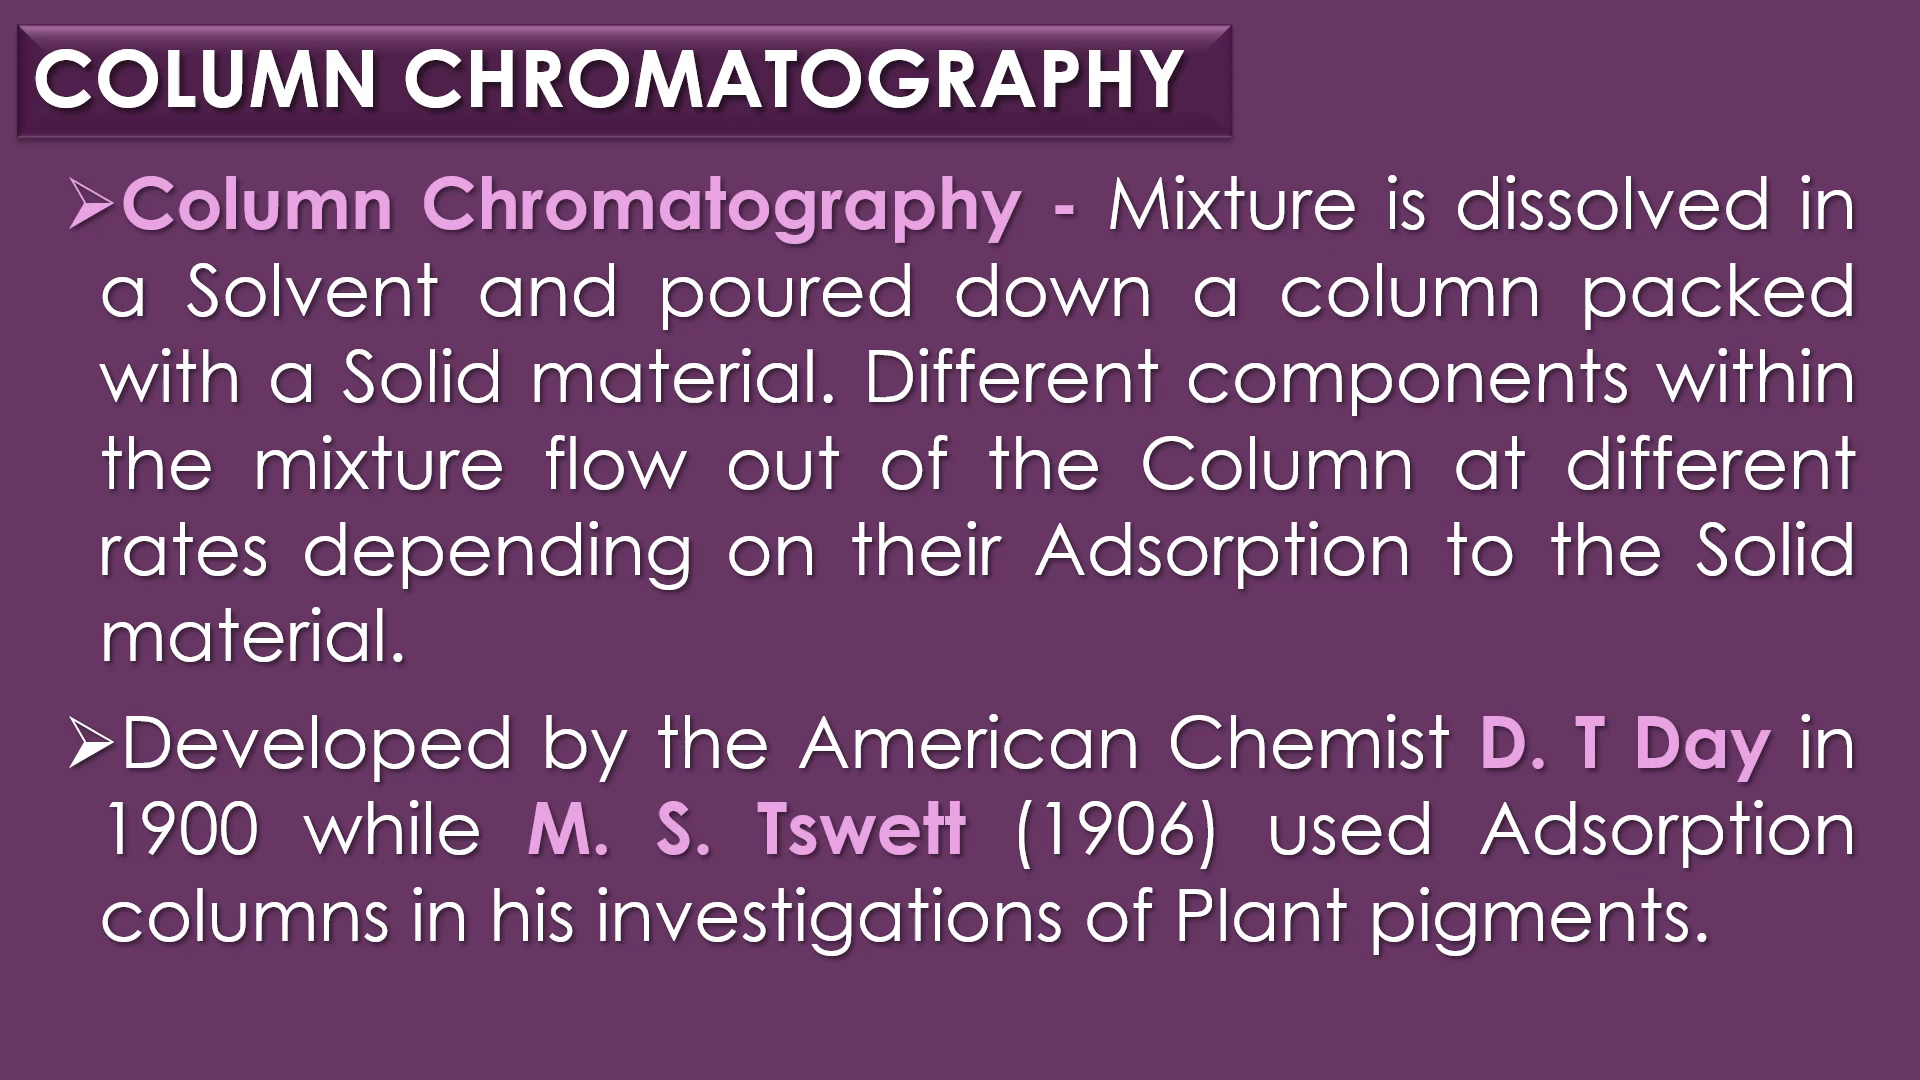 COLUMN CHROMATOGRAPHY
➢Column Chromatography - Mixture is dissolved in
a Solvent and poured down a column packed
with a Solid material. Different components within
the mixture flow out of the Column at different
rates depending on their Adsorption to the Solid
material.
➢Developed by the American Chemist D. T Day in
1900 while M. S. Tswett (1906) used Adsorption
columns in his investigations of Plant pigments.